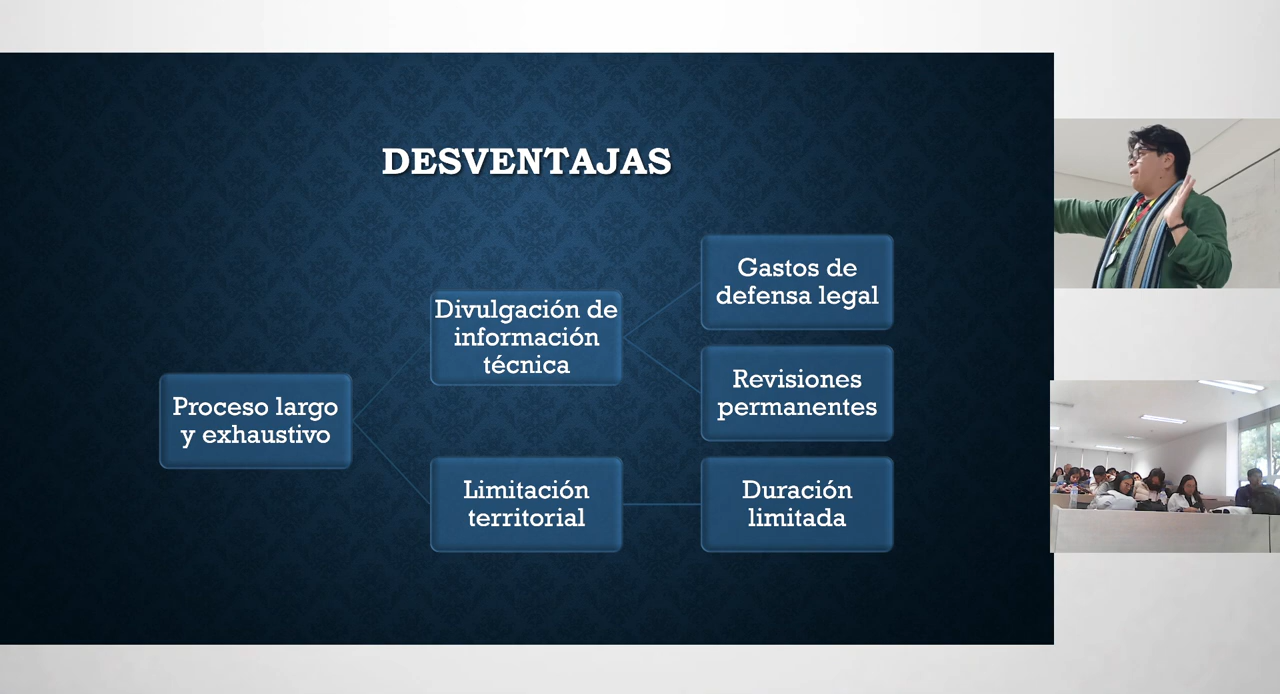 DESVENTAJAS
Proceso largo
y exhaustivo
Divulgación de
información
técnica
Limitación
territorial
Gastos de
defensa legal
Revisiones
permanentes
Duración
limitada